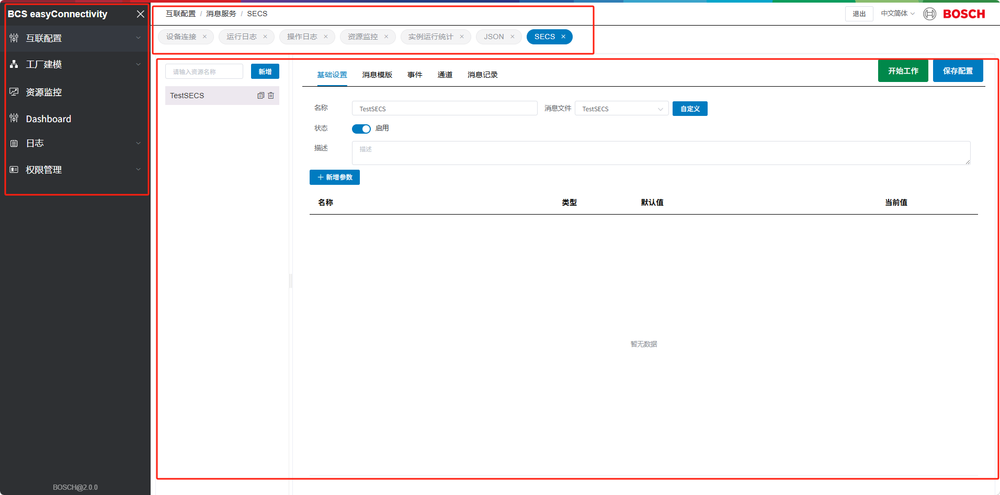 BCS easyConnectivity
互联配置
工厂建模
资源监控
Dashboard
日志
权限管理
BOSCH@2.0.0
互联配置 / 消息服务 / SECS
退出 中文简体 BOSCH
设备连接 × 运行日志 × 操作日志 × 资源监控 × 实例运行统计 × JSON × SECS ×
请输入资源名称 新增
TestSECS
基础设置 消息模版 事件 通道 消息记录
开始工作 保存配置
名称 TestSECS 消息文件 TestSECS 自定义
状态 启用
描述 描述
+ 新增参数
名称 类型 默认值 当前值
暂无数据